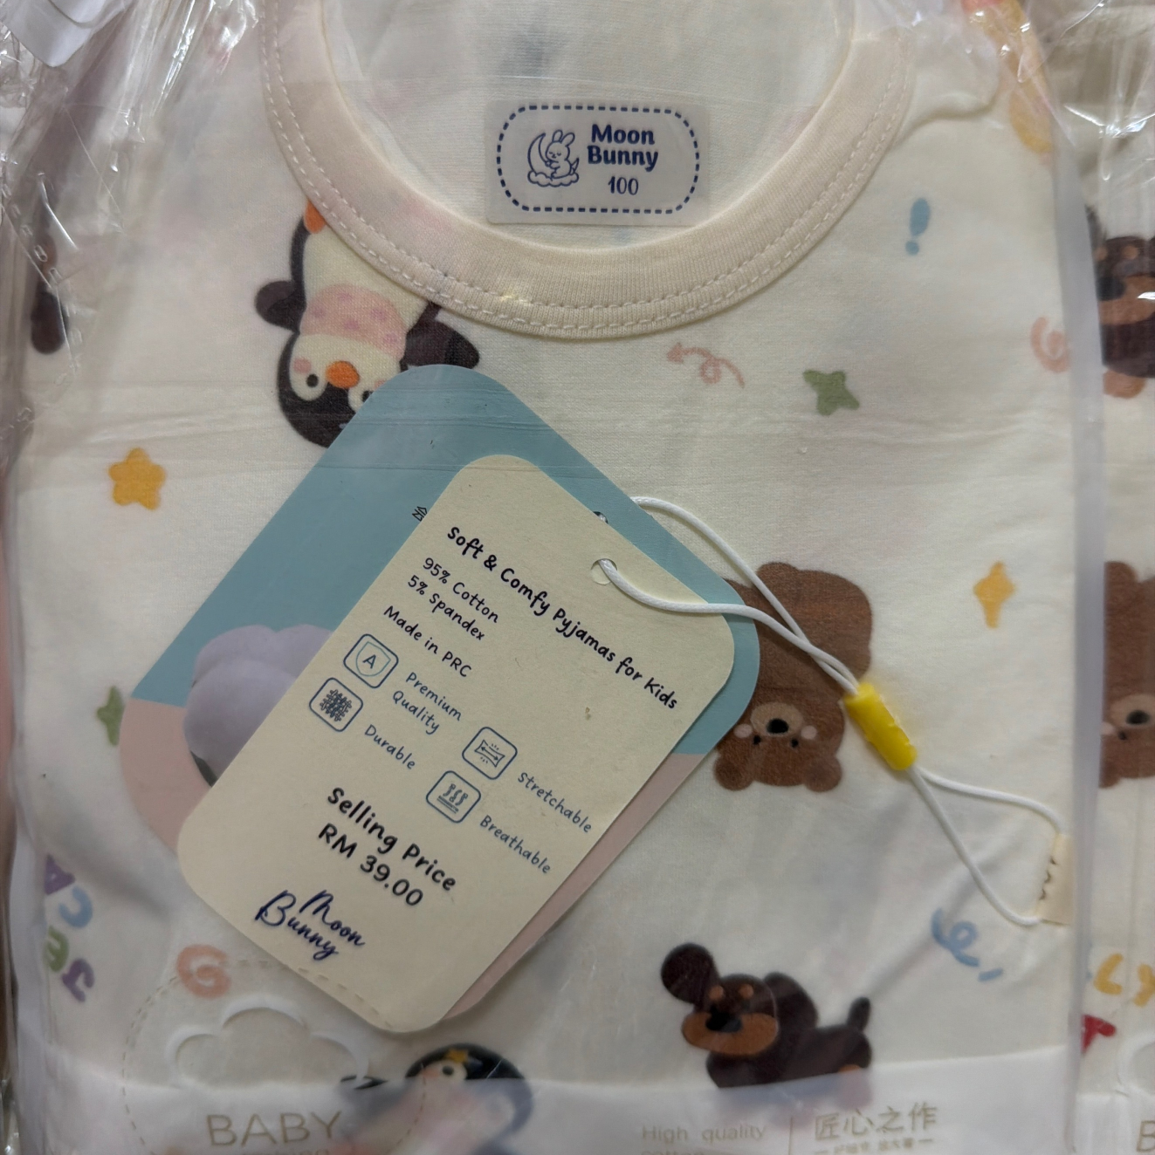 Moon
Bunny
100
Soft & Comfy Pyjamas for Kids
95% Cotton
5% Spandex
Made in PRC
A
Premium
Quality
Durable
Stretchable
Breathable
Selling Price
RM 39.00
Moon
Bunny
BABY
High quality
匠心之作